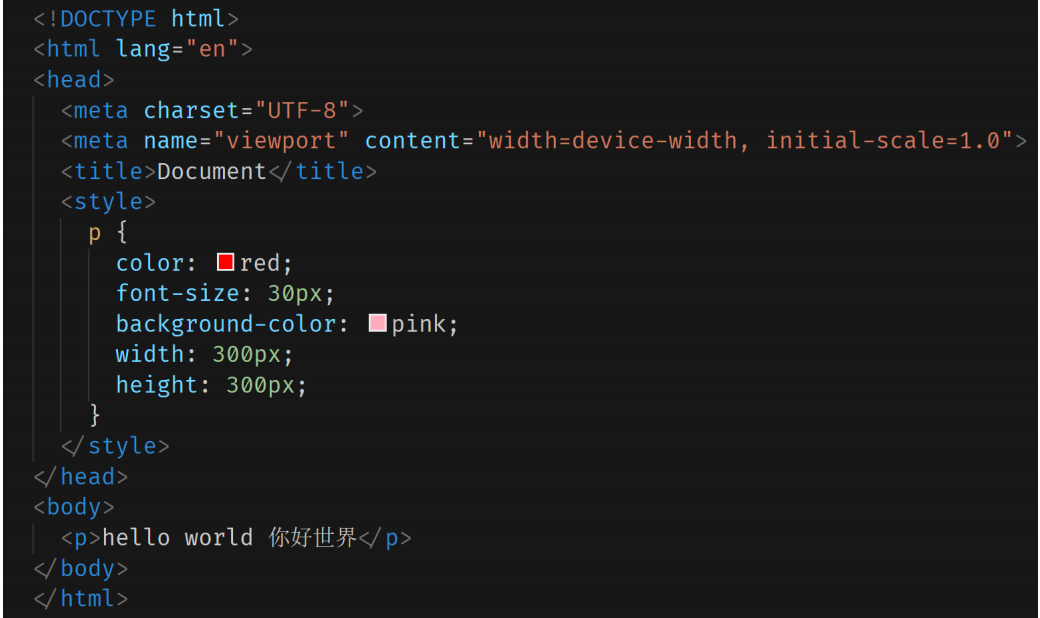 <!DOCTYPE html>
<html lang="en">
<head>
<meta charset="UTF-8">
<meta name="viewport" content="width=device-width, initial-scale=1.0">
<title>Document</title>
<style>
p {
color: red;
font-size: 30px;
background-color: pink;
width: 300px;
height: 300px;
}
</style>
</head>
<body>
<p>hello world 你好世界</p>
</body>
</html>